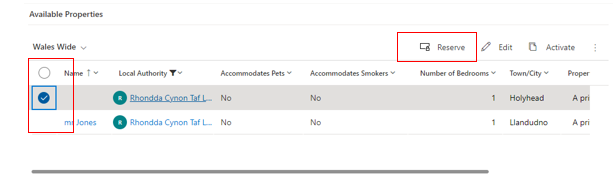 Available Properties
Wales Wide
Reserve Edit Activate
Name Local Authority Accommodates Pets Accommodates Smokers Number of Bedrooms Town/City Proper
R Rhondda Cynon Taf L... No No 1 Holyhead A pri
mr Jones R Rhondda Cynon Taf L... No No 1 Llandudno A pri